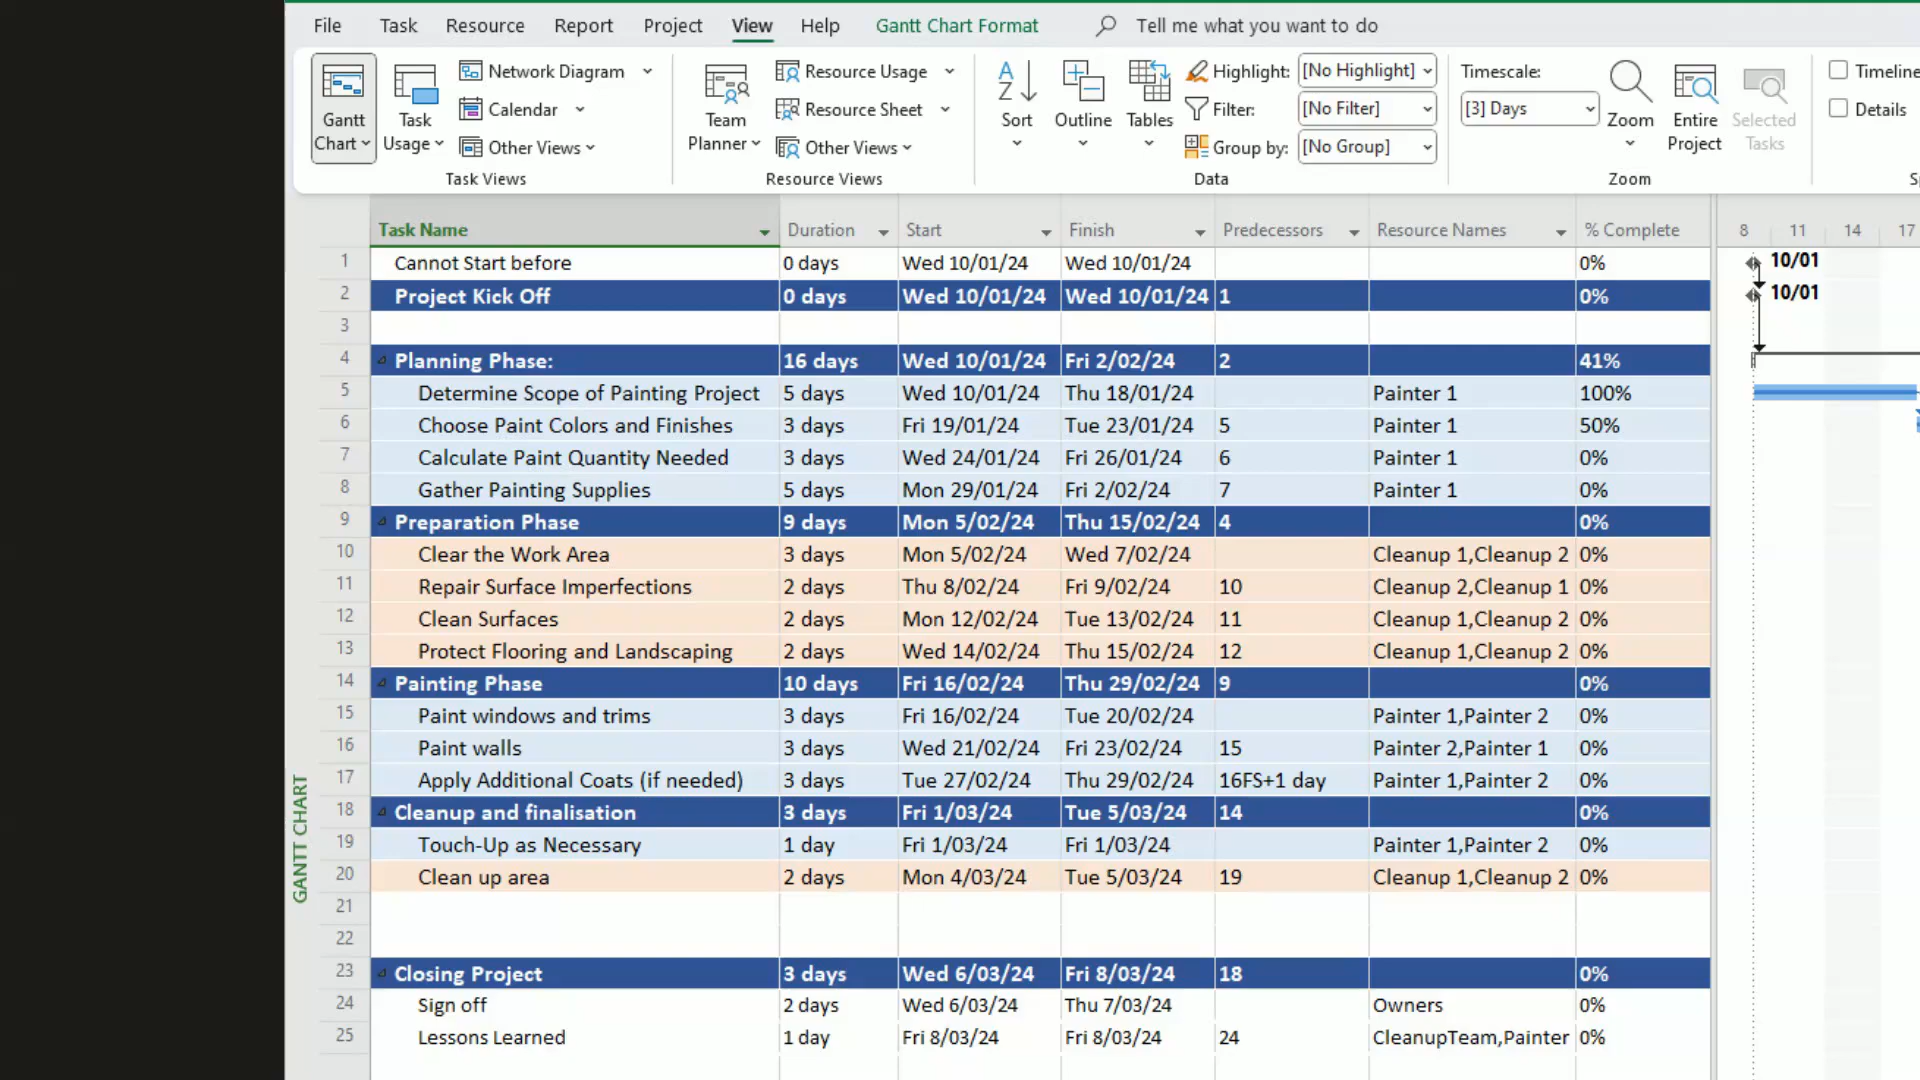 File Task Resource Report Project View Help Gantt Chart Format Tell me what you want to do
Gantt Chart
Task Usage
Network Diagram
Calendar
Other Views
Task Views
Team Planner
Resource Usage
Resource Sheet
Other Views
Resource Views
Sort
Outline
Tables
Highlight: [No Highlight]
Filter: [No Filter]
Group by: [No Group]
Data
Timescale:
[3] Days
Zoom
Entire Project
Selected Tasks
Zoom
Timeline
Details
Task Name Duration Start Finish Predecessors Resource Names % Complete 8 11 14 17
1 Cannot Start before 0 days Wed 10/01/24 Wed 10/01/24 0% 10/01
2 Project Kick Off 0 days Wed 10/01/24 Wed 10/01/24 1 0% 10/01
3
4 Planning Phase: 16 days Wed 10/01/24 Fri 2/02/24 2 41%
5 Determine Scope of Painting Project 5 days Wed 10/01/24 Thu 18/01/24 Painter 1 100%
6 Choose Paint Colors and Finishes 3 days Fri 19/01/24 Tue 23/01/24 5 Painter 1 50%
7 Calculate Paint Quantity Needed 3 days Wed 24/01/24 Fri 26/01/24 6 Painter 1 0%
8 Gather Painting Supplies 5 days Mon 29/01/24 Fri 2/02/24 7 Painter 1 0%
9 Preparation Phase 9 days Mon 5/02/24 Thu 15/02/24 4 0%
10 Clear the Work Area 3 days Mon 5/02/24 Wed 7/02/24 Cleanup 1,Cleanup 2 0%
11 Repair Surface Imperfections 2 days Thu 8/02/24 Fri 9/02/24 10 Cleanup 2,Cleanup 1 0%
12 Clean Surfaces 2 days Mon 12/02/24 Tue 13/02/24 11 Cleanup 1,Cleanup 2 0%
13 Protect Flooring and Landscaping 2 days Wed 14/02/24 Thu 15/02/24 12 Cleanup 1,Cleanup 2 0%
14 Painting Phase 10 days Fri 16/02/24 Thu 29/02/24 9 0%
15 Paint windows and trims 3 days Fri 16/02/24 Tue 20/02/24 Painter 1,Painter 2 0%
16 Paint walls 3 days Wed 21/02/24 Fri 23/02/24 15 Painter 2,Painter 1 0%
17 Apply Additional Coats (if needed) 3 days Tue 27/02/24 Thu 29/02/24 16FS+1 day Painter 1,Painter 2 0%
18 Cleanup and finalisation 3 days Fri 1/03/24 Tue 5/03/24 14 0%
19 Touch-Up as Necessary 1 day Fri 1/03/24 Fri 1/03/24 Painter 1,Painter 2 0%
20 Clean up area 2 days Mon 4/03/24 Tue 5/03/24 19 Cleanup 1,Cleanup 2 0%
21
22
23 Closing Project 3 days Wed 6/03/24 Fri 8/03/24 18 0%
24 Sign off 2 days Wed 6/03/24 Thu 7/03/24 Owners 0%
25 Lessons Learned 1 day Fri 8/03/24 Fri 8/03/24 24 CleanupTeam,Painter 0%
GANTT CHART